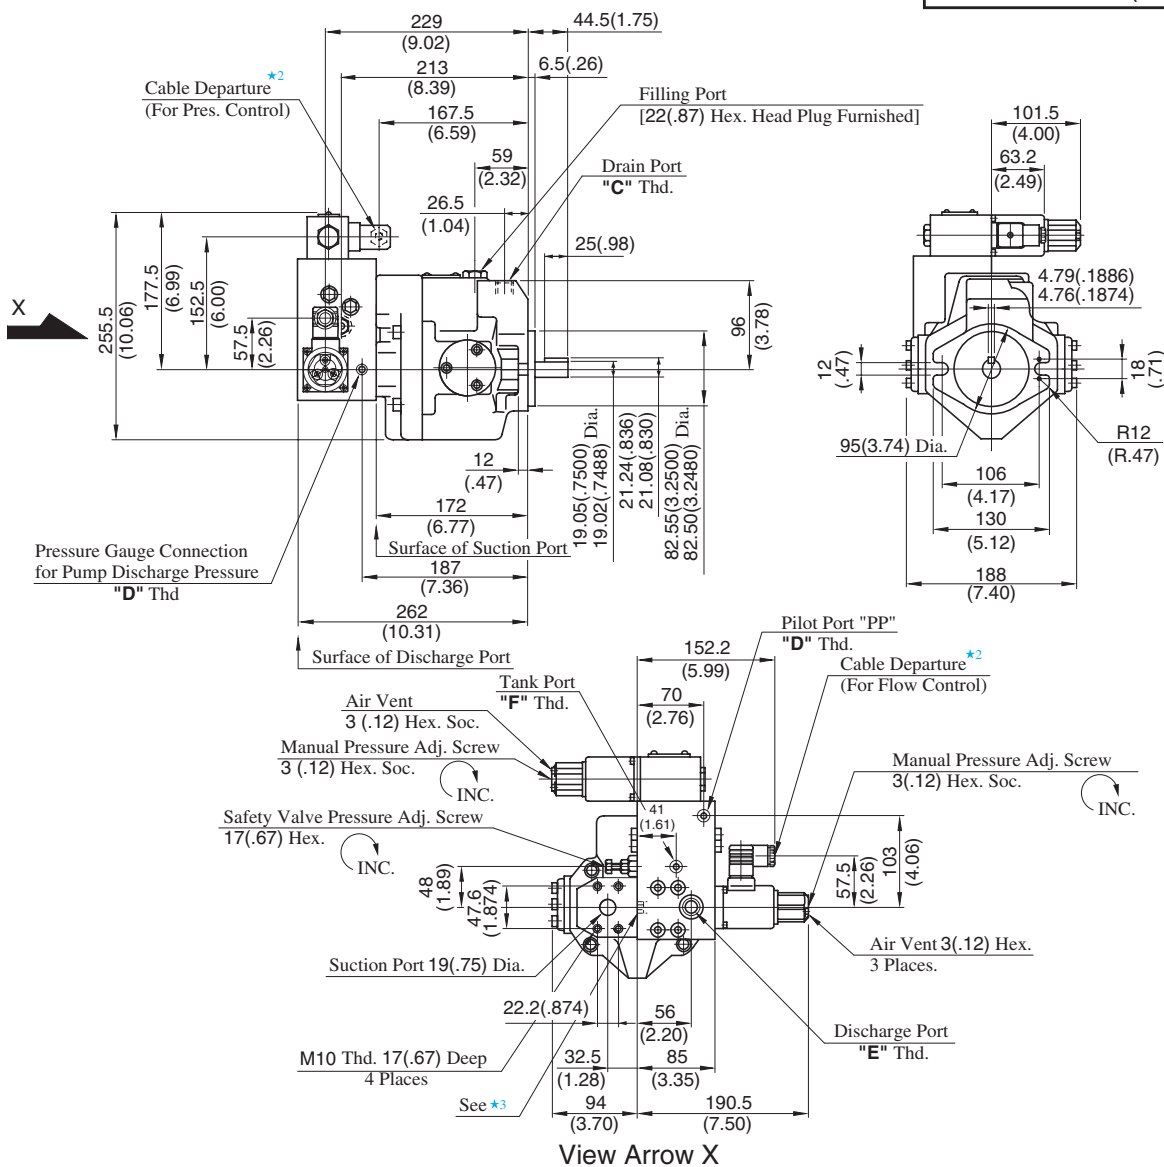 229
(9.02)
44.5(1.75)
Cable Departure★2
(For Pres. Control)
213
(8.39)
6.5(.26)
Filling Port
[22(.87) Hex. Head Plug Furnished]
167.5
(6.59)
59
(2.32)
Drain Port
"C" Thd.
26.5
(1.04)
25(.98)
X
255.5
(10.06)
177.5
(6.99)
152.5
(6.00)
57.5
(2.26)
96
(3.78)
12
(.47)
172
(6.77)
Surface of Suction Port
19.05(.7500) Dia.
19.02(.7488)
21.24(.836)
21.08(.830)
82.55(3.2500) Dia.
82.50(3.2480)
Pressure Gauge Connection
for Pump Discharge Pressure
"D" Thd
187
(7.36)
262
(10.31)
Surface of Discharge Port
101.5
(4.00)
63.2
(2.49)
4.79(.1886)
4.76(.1874)
12
(.47)
18
(.71)
95(3.74) Dia.
R12
(R.47)
106
(4.17)
130
(5.12)
188
(7.40)
Pilot Port "PP"
"D" Thd.
152.2
(5.99)
Cable Departure★2
(For Flow Control)
Tank Port
"F" Thd.
70
(2.76)
Air Vent
3 (.12) Hex. Soc.
Manual Pressure Adj. Screw
3 (.12) Hex. Soc.
INC.
Manual Pressure Adj. Screw
3(.12) Hex. Soc.
INC.
Safety Valve Pressure Adj. Screw
17(.67) Hex.
INC.
41
(1.61)
48
(1.89)
47.6
(1.874)
57.5
(2.26)
103
(4.06)
Suction Port 19(.75) Dia.
Air Vent 3(.12) Hex.
3 Places.
22.2(.874)
56
(2.20)
Discharge Port
"E" Thd.
M10 Thd. 17(.67) Deep
4 Places
32.5
(1.28)
85
(3.35)
See ★3
94
(3.70)
190.5
(7.50)
View Arrow X